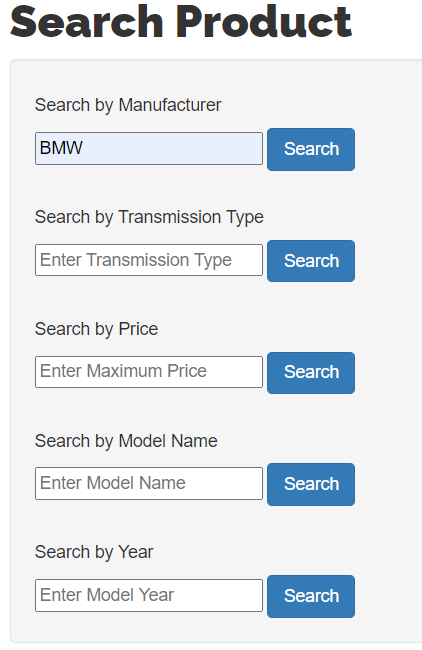 Search Product
Search by Manufacturer
BMW Search
Search by Transmission Type
Enter Transmission Type Search
Search by Price
Enter Maximum Price Search
Search by Model Name
Enter Model Name Search
Search by Year
Enter Model Year Search